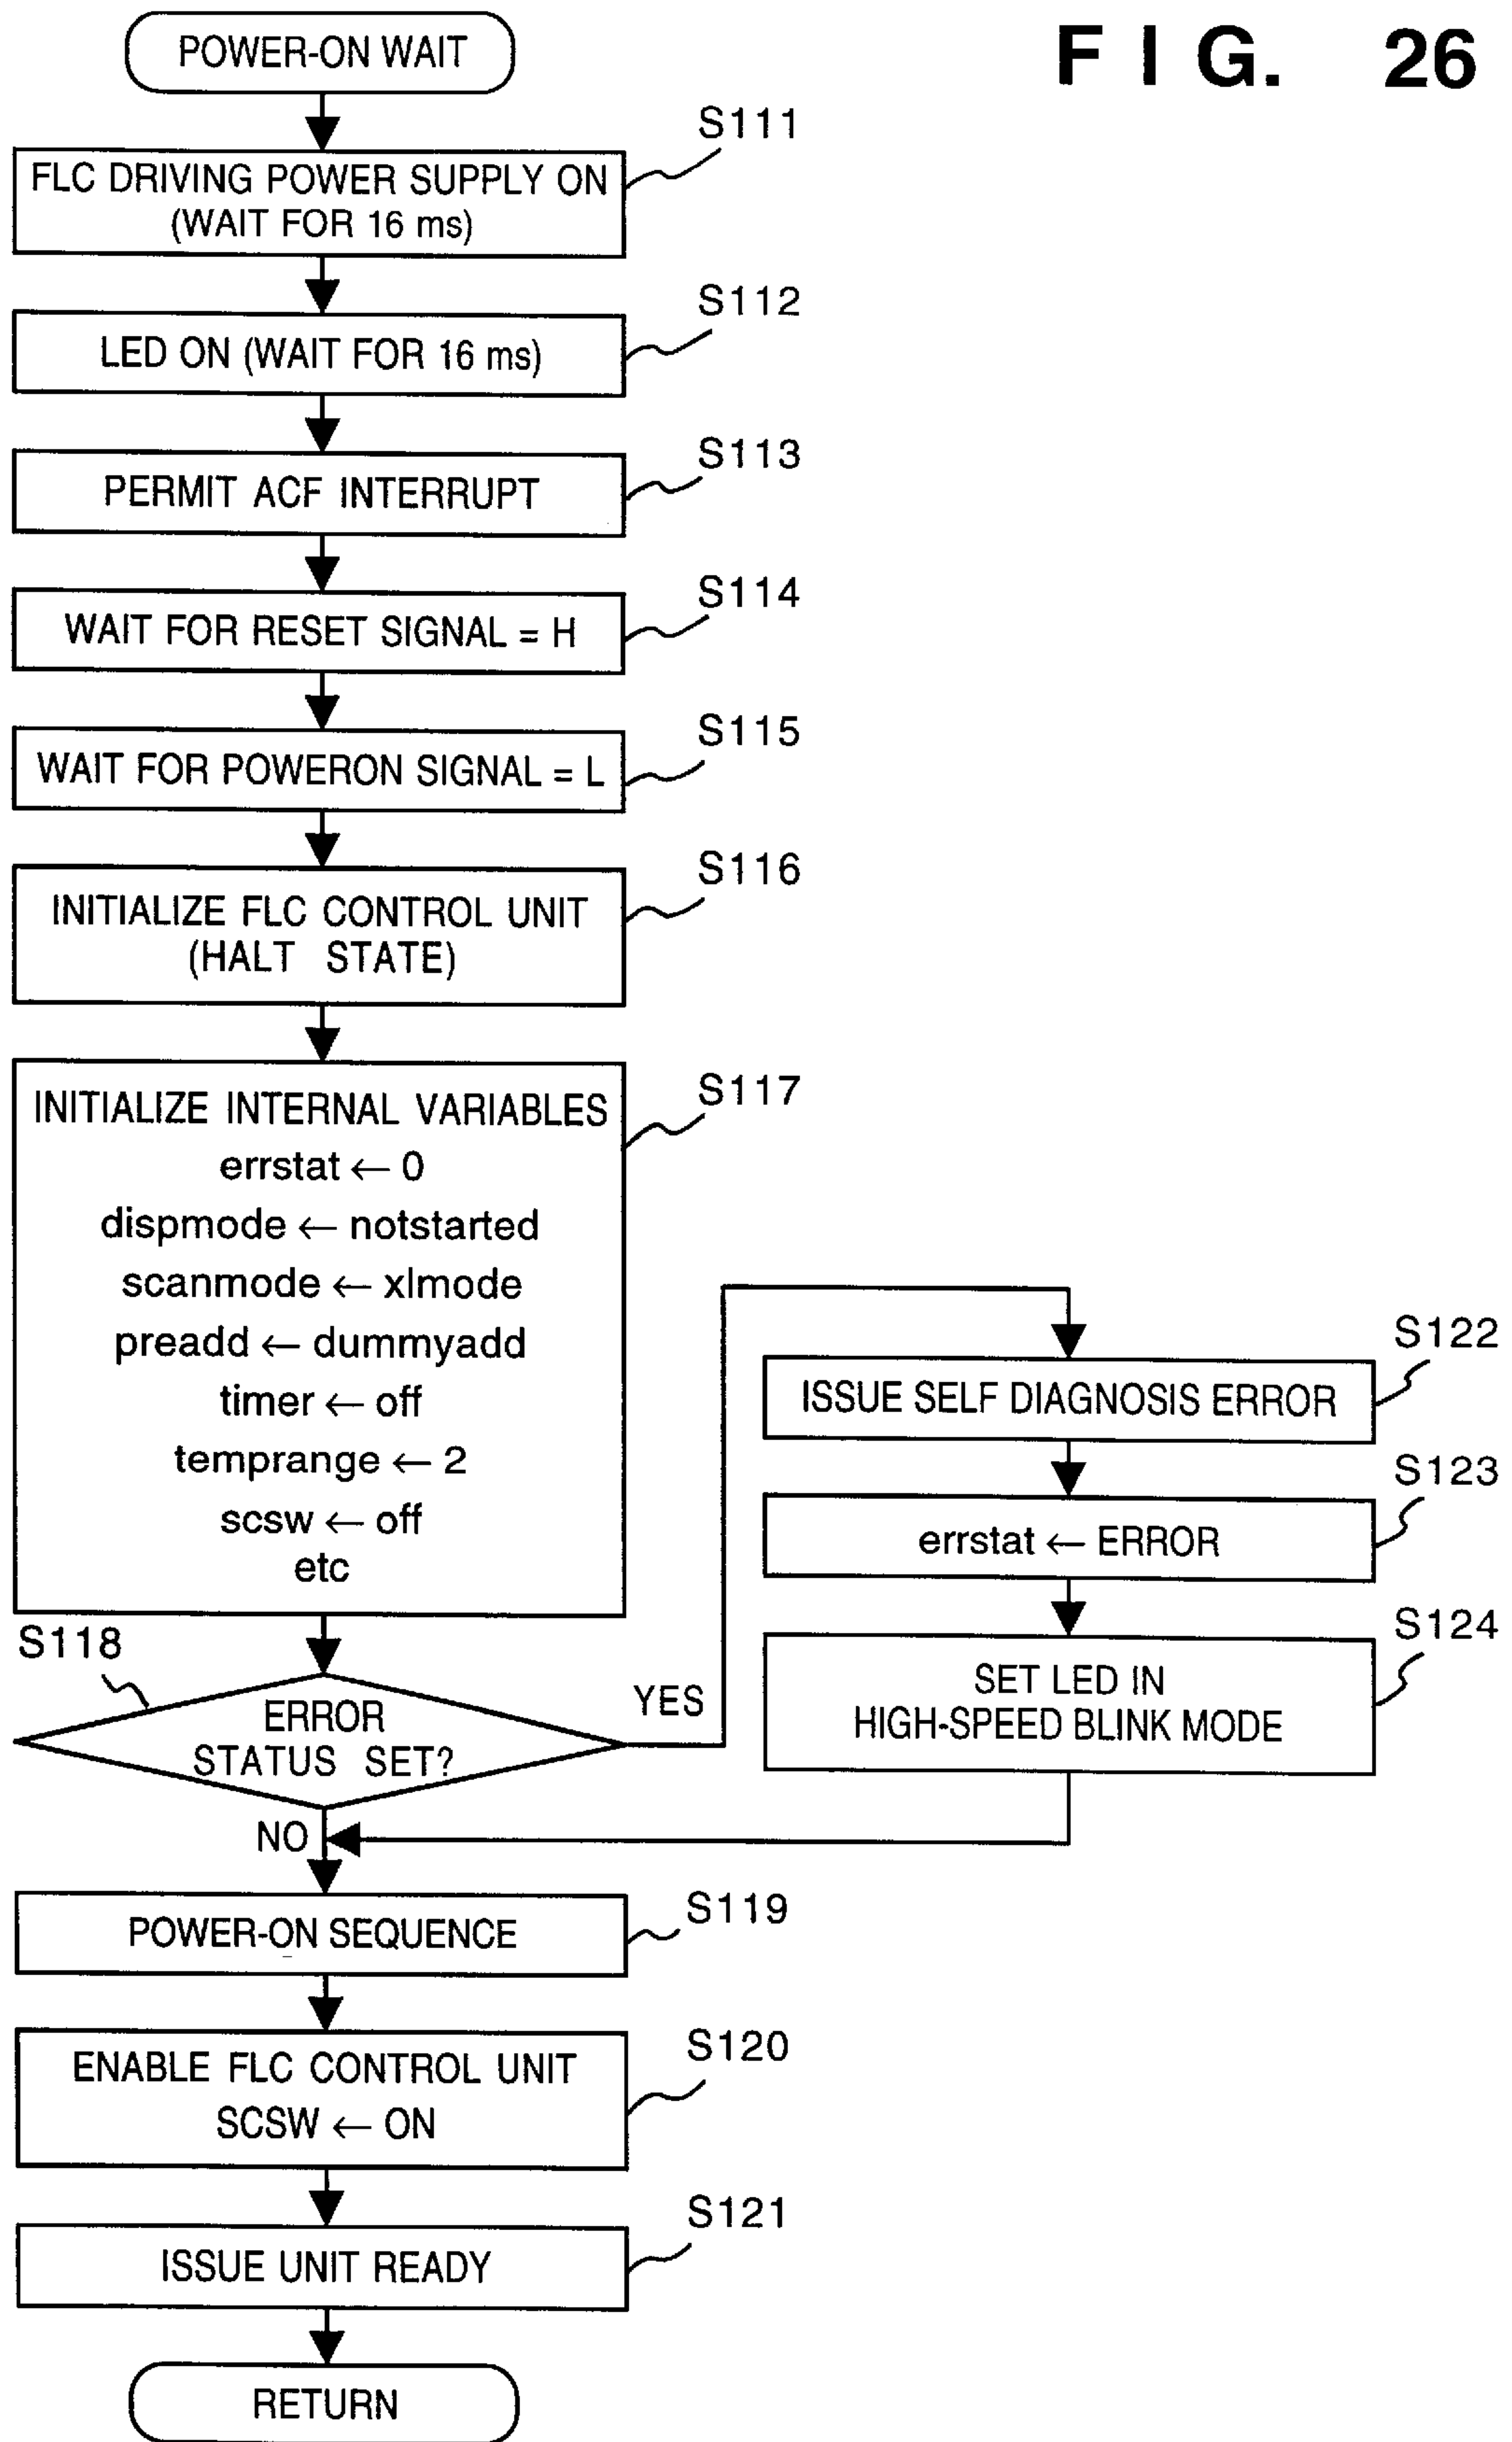 F I G. 26
POWER-ON WAIT
S111
FLC DRIVING POWER SUPPLY ON
(WAIT FOR 16 ms)
S112
LED ON (WAIT FOR 16 ms)
S113
PERMIT ACF INTERRUPT
S114
WAIT FOR RESET SIGNAL = H
S115
WAIT FOR POWERON SIGNAL = L
S116
INITIALIZE FLC CONTROL UNIT
(HALT STATE)
S117
INITIALIZE INTERNAL VARIABLES
errstat ← 0
dispmode ← notstarted
scanmode ← xlmode
preadd ← dummyadd
timer ← off
temprange ← 2
scsw ← off
etc
S118
ERROR
STATUS SET?
YES
NO
S122
ISSUE SELF DIAGNOSIS ERROR
S123
errstat ← ERROR
S124
SET LED IN
HIGH-SPEED BLINK MODE
S119
POWER-ON SEQUENCE
S120
ENABLE FLC CONTROL UNIT
SCSW ← ON
S121
ISSUE UNIT READY
RETURN